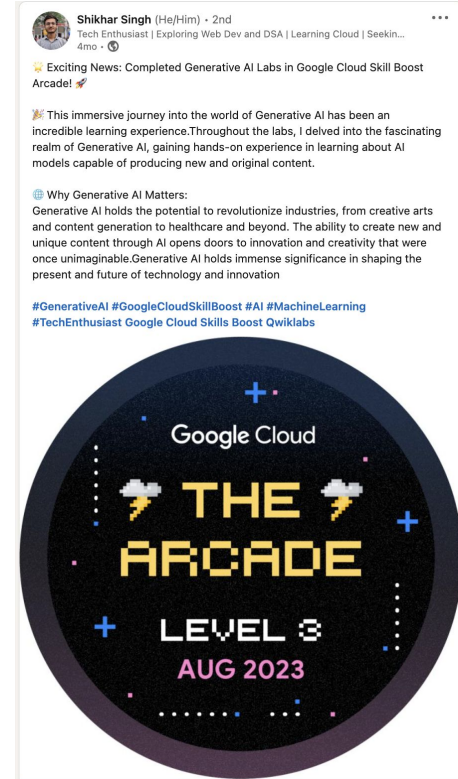 Shikhar Singh (He/Him) • 2nd
Tech Enthusiast | Exploring Web Dev and DSA | Learning Cloud | Seekin...
4mo •
🌟 Exciting News: Completed Generative AI Labs in Google Cloud Skill Boost
Arcade! 🚀
🎉 This immersive journey into the world of Generative AI has been an
incredible learning experience.Throughout the labs, I delved into the fascinating
realm of Generative AI, gaining hands-on experience in learning about AI
models capable of producing new and original content.
🌐 Why Generative AI Matters:
Generative AI holds the potential to revolutionize industries, from creative arts
and content generation to healthcare and beyond. The ability to create new and
unique content through AI opens doors to innovation and creativity that were
once unimaginable.Generative AI holds immense significance in shaping the
present and future of technology and innovation
#GenerativeAI #GoogleCloudSkillBoost #AI #MachineLearning
#TechEnthusiast Google Cloud Skills Boost Qwiklabs
Google Cloud
THE
ARCADE
LEVEL 3
AUG 2023